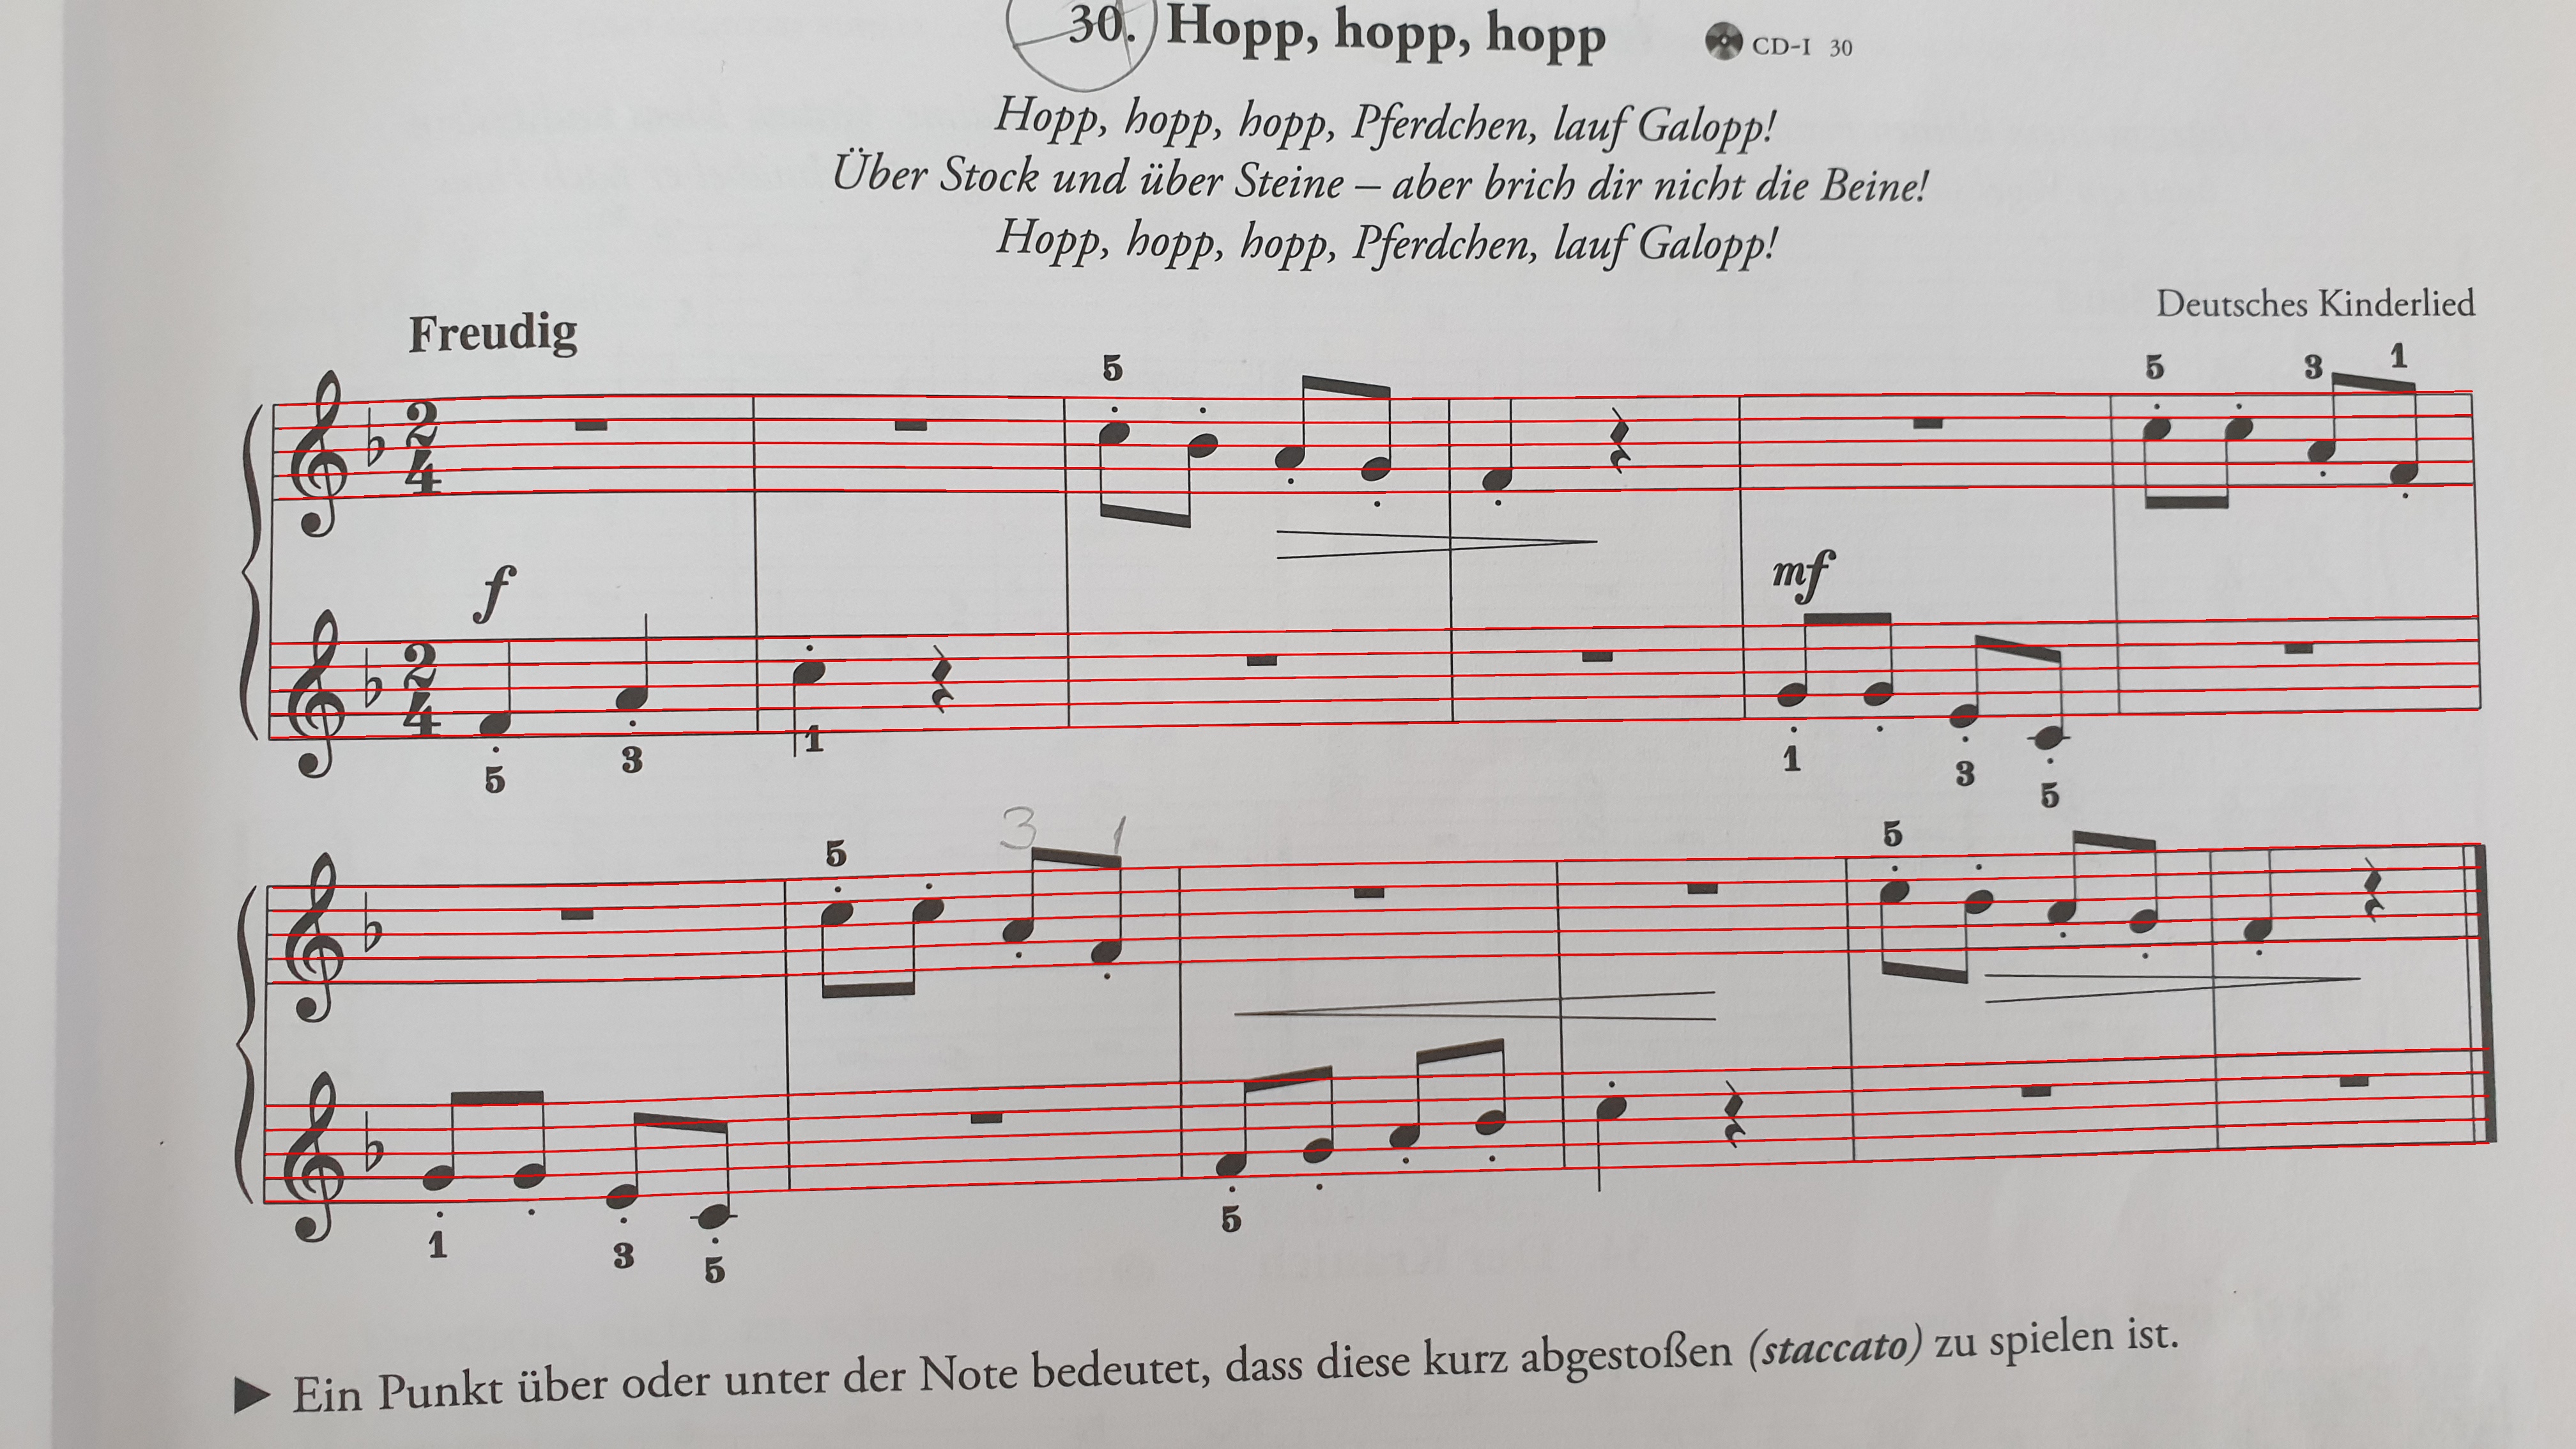 30. Hopp, hopp, hopp CD-I 30
Hopp, hopp, hopp, Pferdchen, lauf Galopp!
Über Stock und über Steine – aber brich dir nicht die Beine!
Hopp, hopp, hopp, Pferdchen, lauf Galopp!
Deutsches Kinderlied
Freudig
5 5 3 1
2
4
f mf
2
4
5 3 1 1 3 5
5 3 1 5
1 3 5 5
► Ein Punkt über oder unter der Note bedeutet, dass diese kurz abgestoßen (staccato) zu spielen ist.